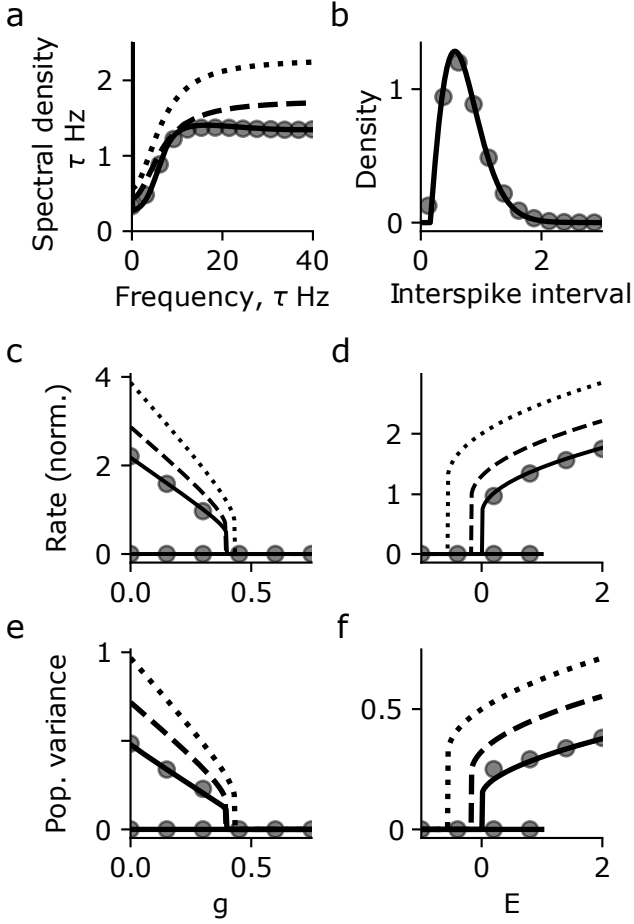 a
b
Spectral density
τ Hz
2
1
0
0
20
40
Frequency, τ Hz
Density
1
0
0
2
Interspike interval
c
d
Rate (norm.)
4
2
0
0.0
0.5
2
1
0
0
2
e
f
Pop. variance
1
0
0.0
0.5
g
0.5
0
0
2
E